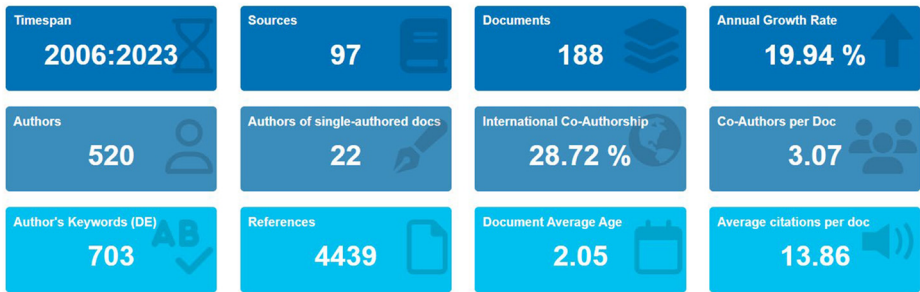 Timespan
2006:2023
Sources
97
Documents
188
Annual Growth Rate
19.94 %
Authors
520
Authors of single-authored docs
22
International Co-Authorship
28.72 %
Co-Authors per Doc
3.07
Author's Keywords (DE)
703
AB
References
4439
Document Average Age
2.05
Average citations per doc
13.86